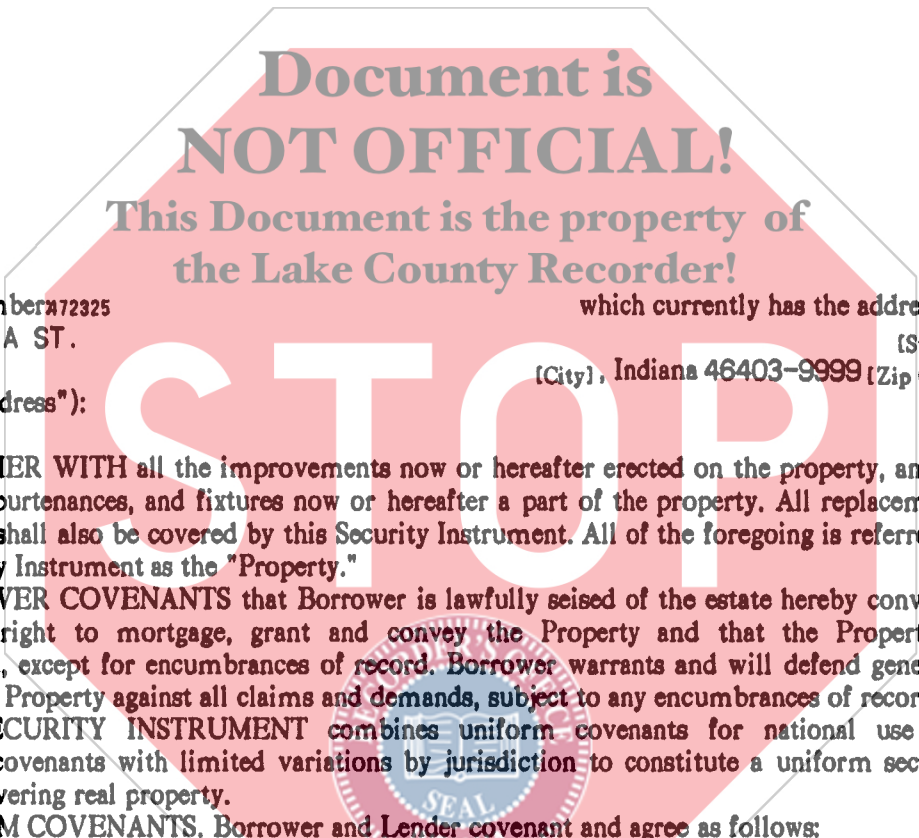 Document is
NOT OFFICIAL!
This Document is the property of
the Lake County Recorder!
72325 which currently has the
A ST.
[City], Indiana 46403-9999 [Zip
STOP
WITH all the improvements now or hereafter erected on the property,
and fixtures now or hereafter a part of the property. All
shall also be covered by this Security Instrument. All of the foregoing is
Instrument as the "Property."
COVENANTS that Borrower is lawfully seised of the estate hereby
right to mortgage, grant and convey the Property and that the
, except for encumbrances of record. Borrower warrants and will defend
Property against all claims and demands, subject to any encumbrances of
INSTRUMENT combines uniform covenants for national use
covenants with limited variations by jurisdiction to constitute a uniform
real property.
COVENANTS. Borrower and Lender covenant and agree as follows:
SEAL